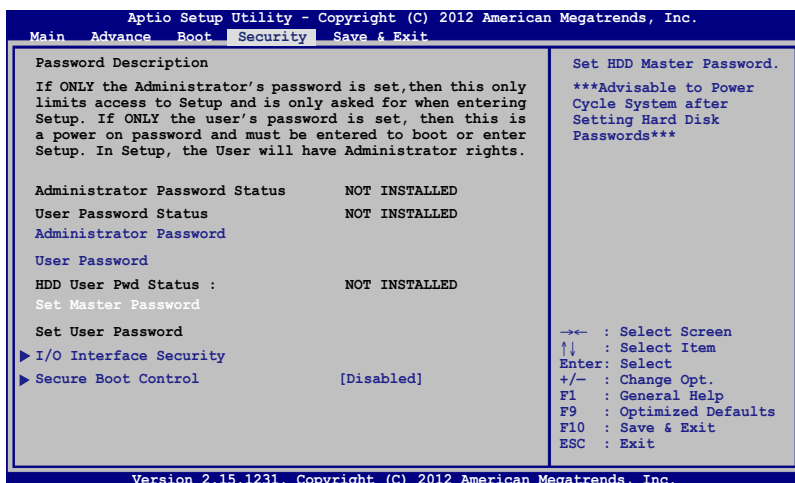 Aptio Setup Utility - Copyright (C) 2012 American Megatrends, Inc.
Main Advance Boot Security Save & Exit
Password Description
If ONLY the Administrator's password is set,then this only
limits access to Setup and is only asked for when entering
Setup. If ONLY the user's password is set, then this is
a power on password and must be entered to boot or enter
Setup. In Setup, the User will have Administrator rights.
Administrator Password Status NOT INSTALLED
User Password Status NOT INSTALLED
Administrator Password
User Password
HDD User Pwd Status : NOT INSTALLED
Set Master Password
Set User Password
▶ I/O Interface Security
▶ Secure Boot Control [Disabled]
Set HDD Master Password.
***Advisable to Power
Cycle System after
Setting Hard Disk
Passwords***
→← : Select Screen
↑↓ : Select Item
Enter: Select
+/— : Change Opt.
F1 : General Help
F9 : Optimized Defaults
F10 : Save & Exit
ESC : Exit
Version 2.15.1231. Copyright (C) 2012 American Megatrends, Inc.